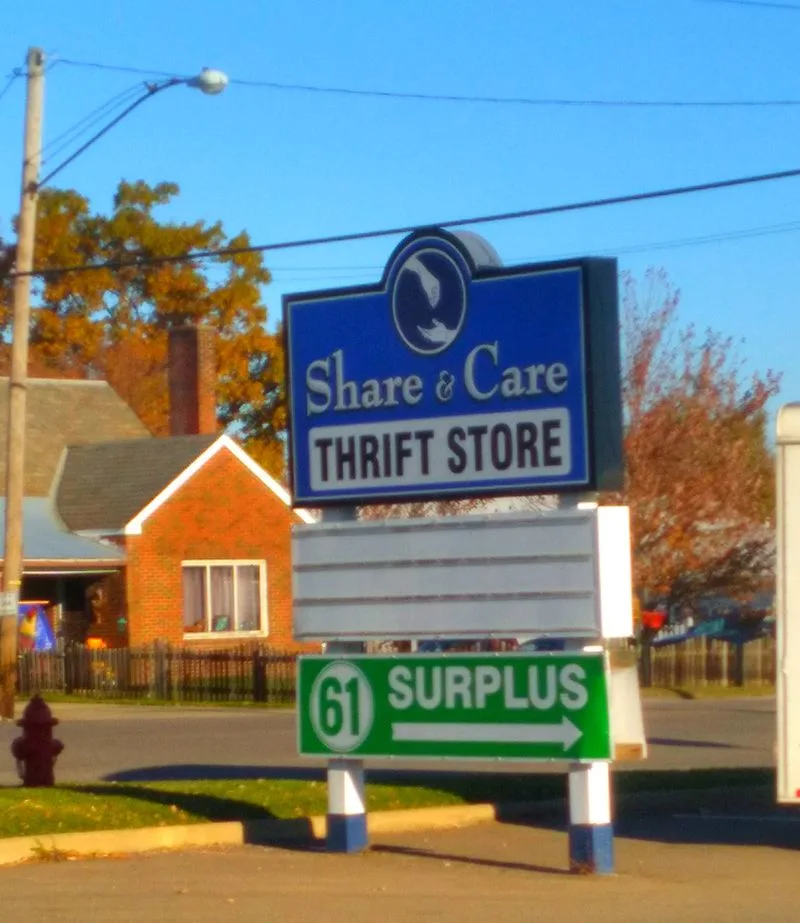 Share & Care
THRIFT STORE
61 SURPLUS